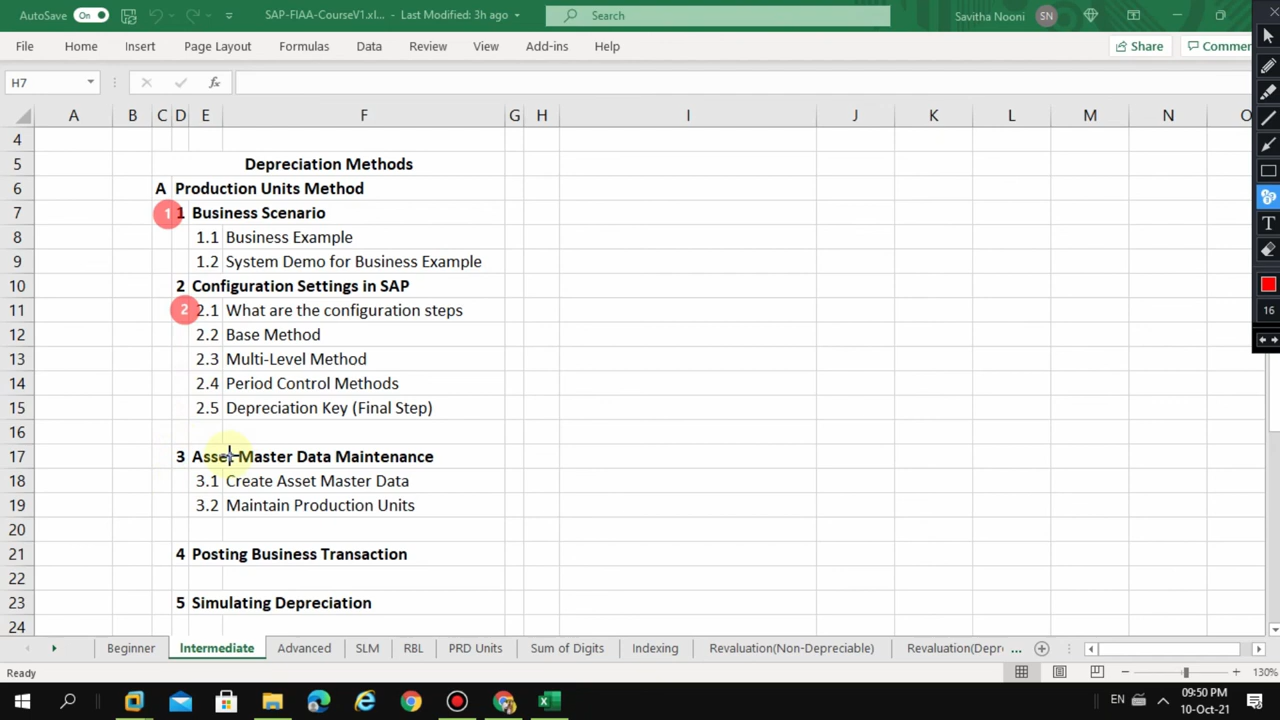 AutoSave On SAP-FIAA-CourseV1.xl... - Last Modified: 3h ago Search Savitha Nooni SN
File Home Insert Page Layout Formulas Data Review View Add-ins Help Share Comme
H7 fx
A B C D E F G H I J K L M N O
4
5 Depreciation Methods
6 A Production Units Method
7 1 1 Business Scenario
8 1.1 Business Example
9 1.2 System Demo for Business Example
10 2 Configuration Settings in SAP
11 2 2.1 What are the configuration steps
12 2.2 Base Method
13 2.3 Multi-Level Method
14 2.4 Period Control Methods
15 2.5 Depreciation Key (Final Step)
16
17 3 Asset Master Data Maintenance
18 3.1 Create Asset Master Data
19 3.2 Maintain Production Units
20
21 4 Posting Business Transaction
22
23 5 Simulating Depreciation
24
T
16
Beginner Intermediate Advanced SLM RBL PRD Units Sum of Digits Indexing Revaluation(Non-Depreciable) Revaluation(Depre ...
Ready 130%
EN 09:50 PM
10-Oct-21